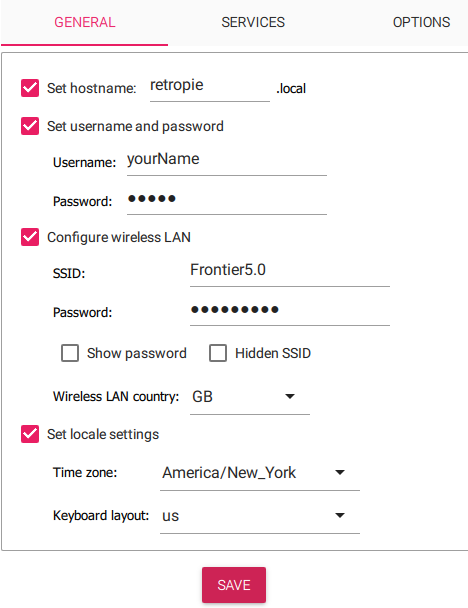 GENERAL SERVICES OPTIONS
Set hostname: retropie .local
Set username and password
Username: yourName
Password: •••••
Configure wireless LAN
SSID: Frontier5.0
Password: •••••••••
Show password Hidden SSID
Wireless LAN country: GB
Set locale settings
Time zone: America/New_York
Keyboard layout: us
SAVE